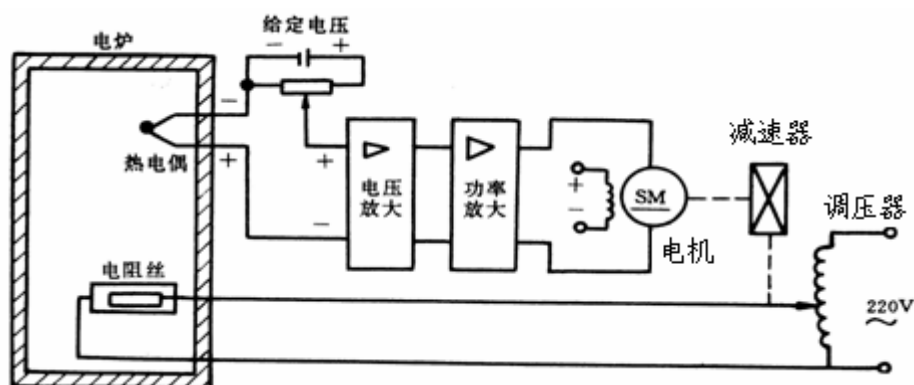 给定电压
电炉
－ ＋
－
热电偶
＋
＋
－
电压
放大
功率
放大
＋
－
SM
电机
减速器
调压器
电阻丝
220V
～